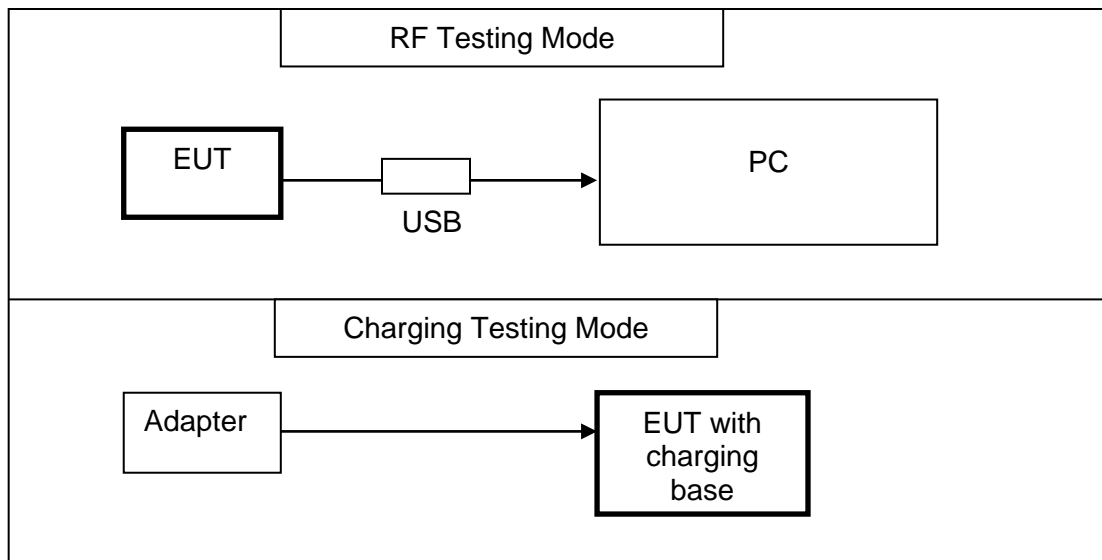 RF Testing Mode
EUT
PC
USB
Charging Testing Mode
Adapter
EUT with
charging
base